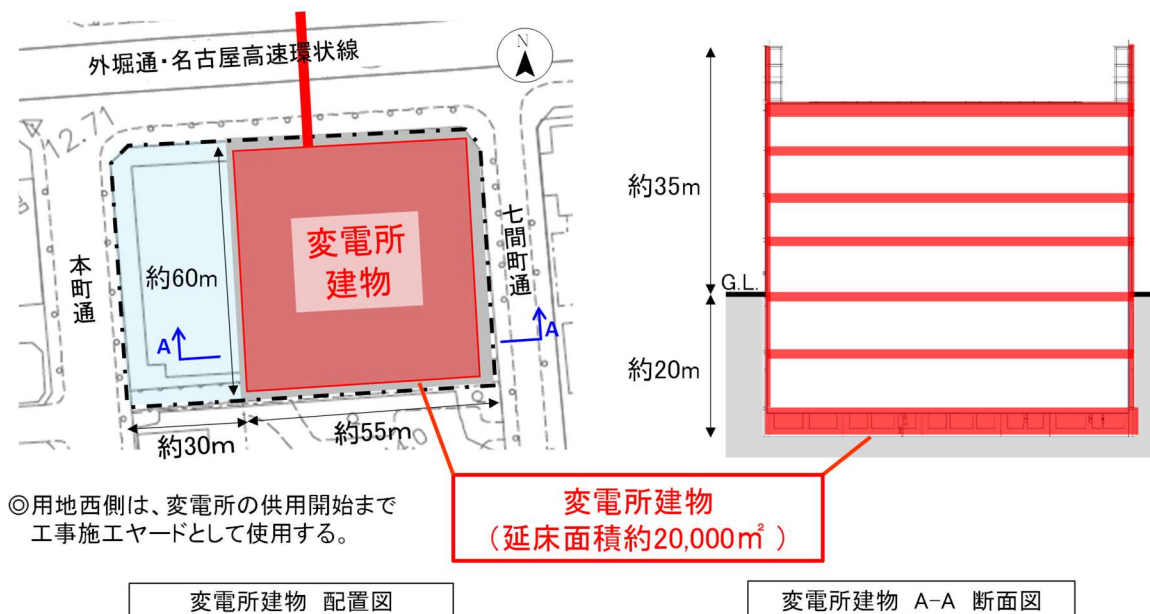 外堀通・名古屋高速環状線
N
12.71
本町通
約60m
変電所
建物
七間町通
A
A
約30m
約55m
約35m
G.L.
約20m
◎用地西側は、変電所の供用開始まで
工事施工ヤードとして使用する。
変電所建物
（延床面積約20,000㎡）
変電所建物 配置図
変電所建物 A-A 断面図